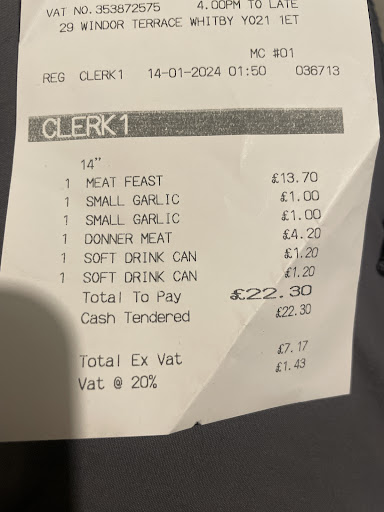 VAT NO.353872575 4.00PM TO LATE
29 WINDOR TERRACE WHITBY YO21 1ET
MC #01
REG CLERK1 14-01-2024 01:50 036713
CLERK1
14"
1 MEAT FEAST £13.70
1 SMALL GARLIC £1.00
1 SMALL GARLIC £1.00
1 DONNER MEAT £4.20
1 SOFT DRINK CAN £1.20
1 SOFT DRINK CAN £1.20
Total To Pay £22.30
Cash Tendered £22.30
Total Ex Vat £7.17
Vat @ 20% £1.43